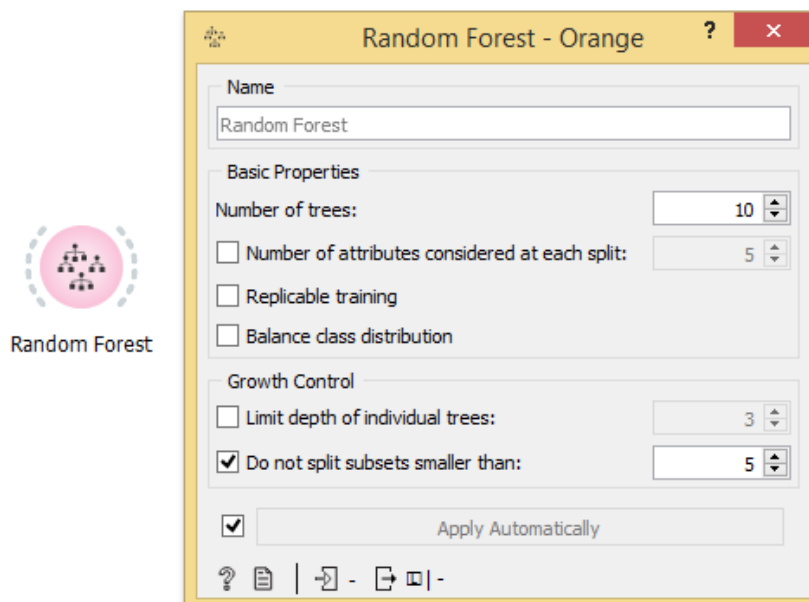 Random Forest - Orange ?
Name
Random Forest
Basic Properties
Number of trees: 10
Number of attributes considered at each split: 5
Replicable training
Balance class distribution
Random Forest
Growth Control
Limit depth of individual trees: 3
Do not split subsets smaller than: 5
Apply Automatically
? | - | -